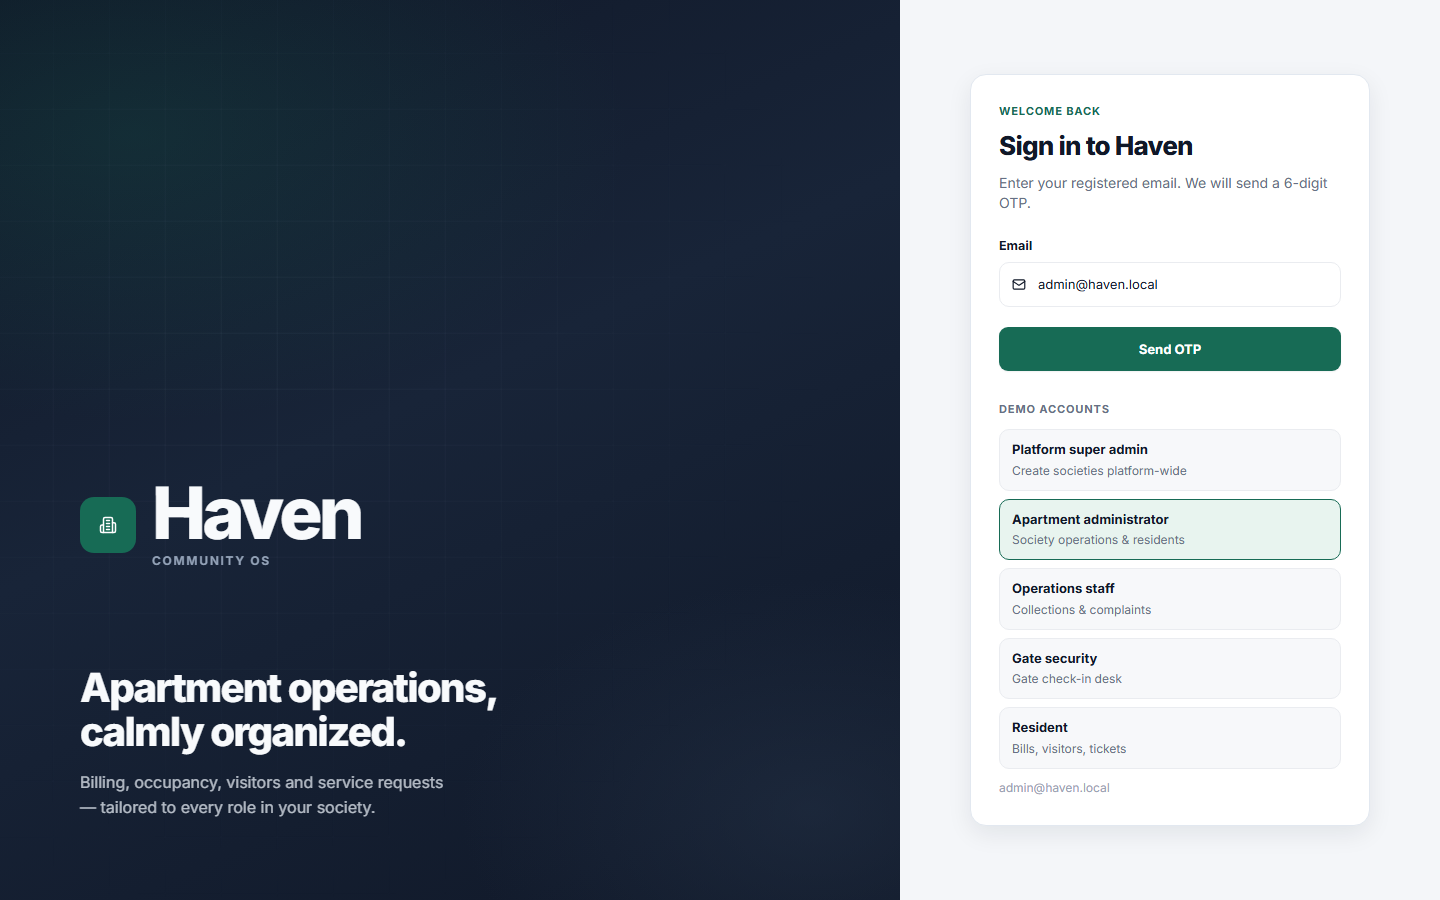 Haven
COMMUNITY OS
Apartment operations,
calmly organized.
Billing, occupancy, visitors and service requests
— tailored to every role in your society.
WELCOME BACK
Sign in to Haven
Enter your registered email. We will send a 6-digit
OTP.
Email
admin@haven.local
Send OTP
DEMO ACCOUNTS
Platform super admin
Create societies platform-wide
Apartment administrator
Society operations & residents
Operations staff
Collections & complaints
Gate security
Gate check-in desk
Resident
Bills, visitors, tickets
admin@haven.local